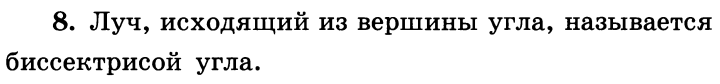 8. Луч, исходящий из вершины угла, называется
биссектрисой угла.